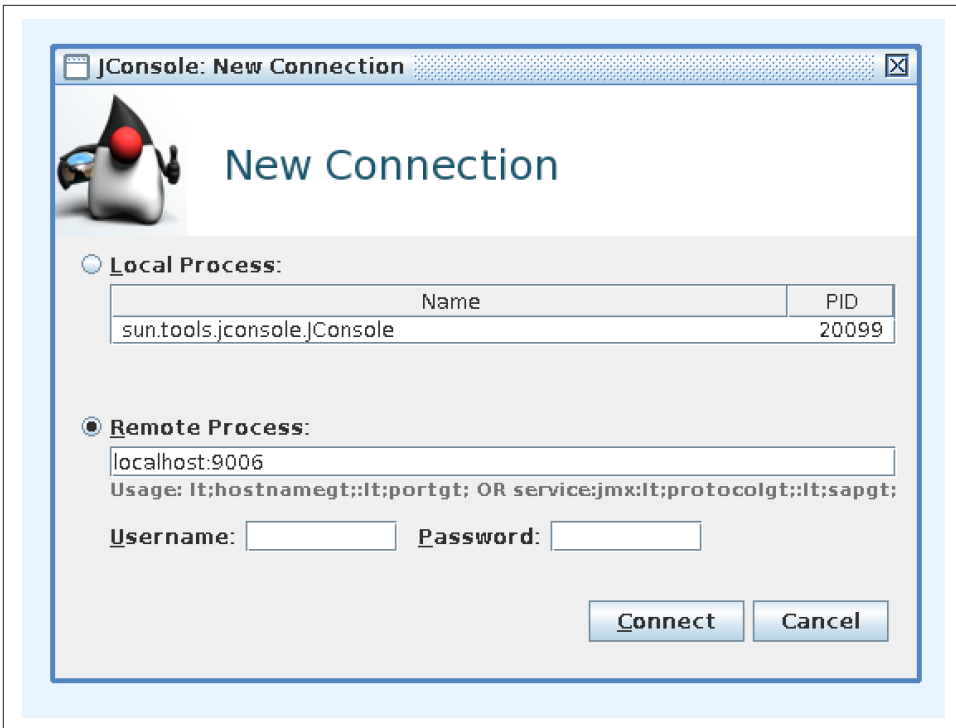 JConsole: New Connection
New Connection
Local Process:
Name PID
sun.tools.jconsole.JConsole 20099
Remote Process:
localhost:9006
Usage: lt;hostnamegt;:lt;portgt; OR service:jmx:lt;protocolgt;:lt;sapgt;
Username: Password:
Connect Cancel